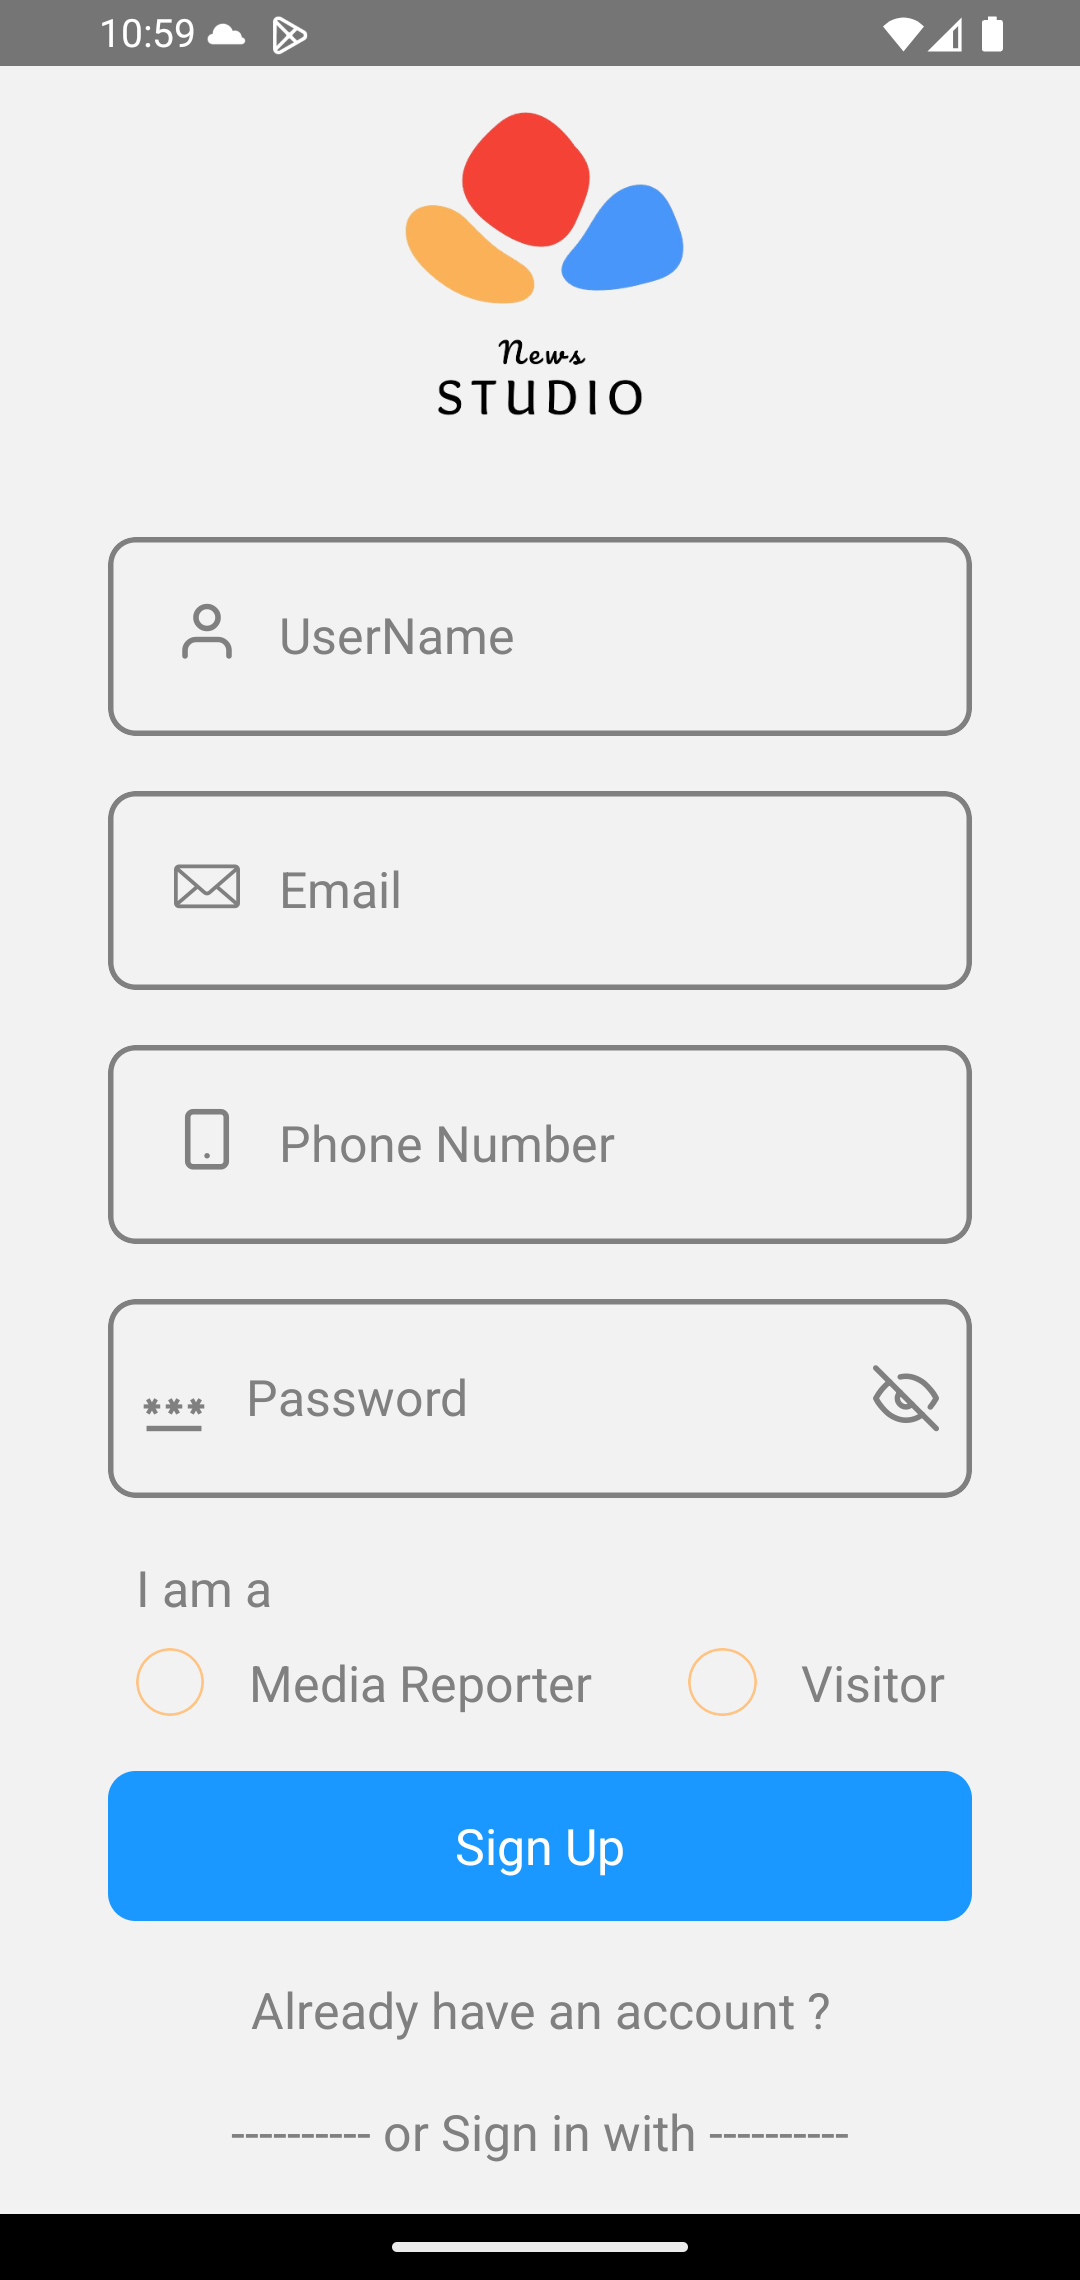 10:59
News
STUDIO
UserName
Email
Phone Number
*** Password
I am a
Media Reporter Visitor
Sign Up
Already have an account ?
---------- or Sign in with ----------